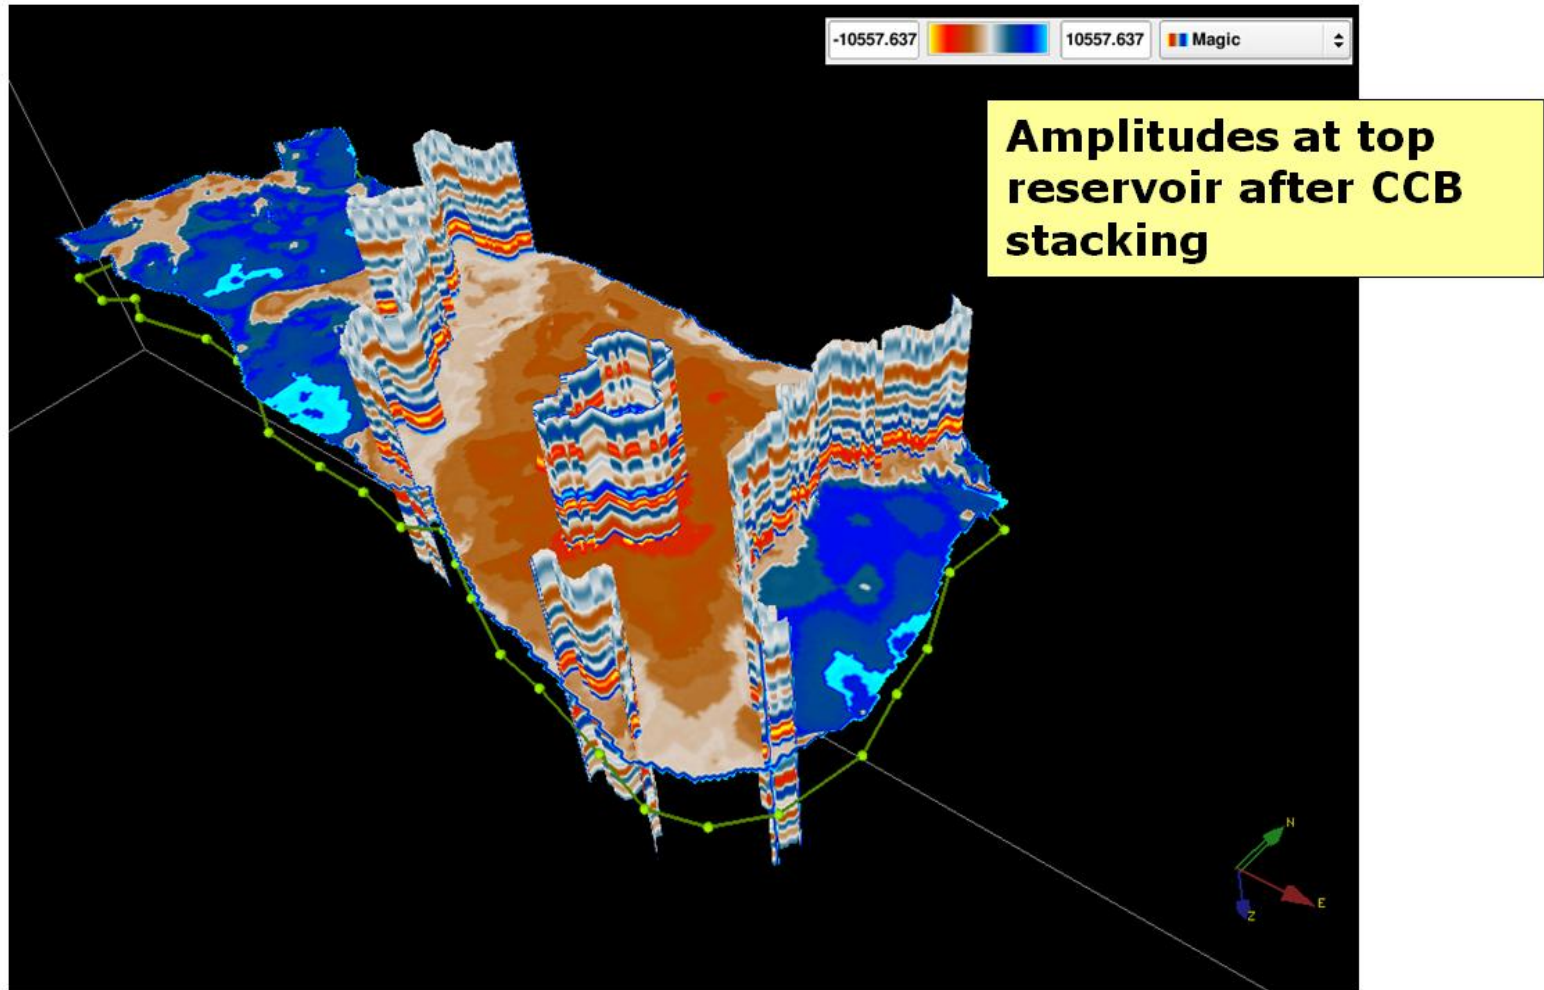 -10557.637 10557.637 Magic
Amplitudes at top
reservoir after CCB
stacking
N
E
Z